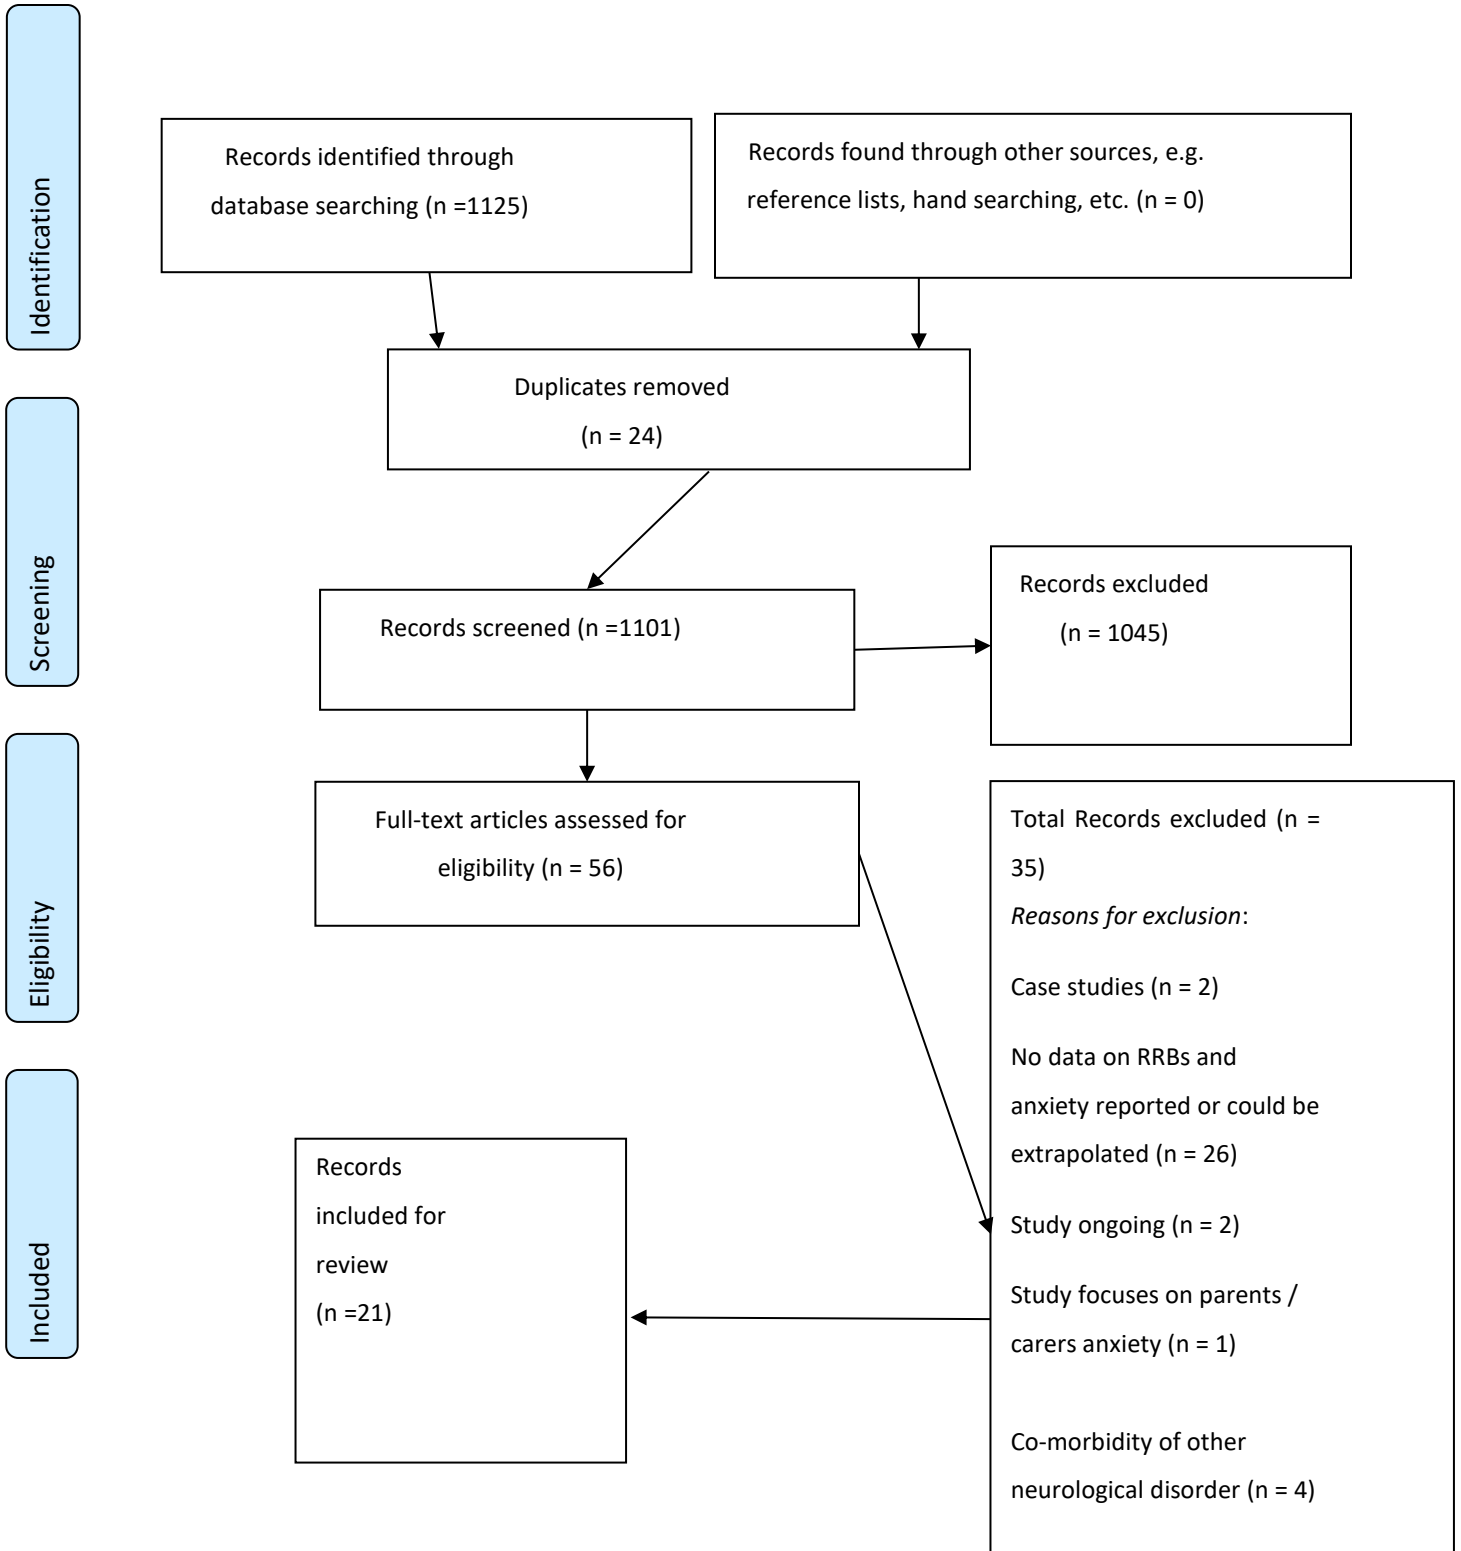 Identification
Records identified through
database searching (n =1125)
Records found through other sources, e.g.
reference lists, hand searching, etc. (n = 0)
Duplicates removed
(n = 24)
Screening
Records screened (n =1101)
Records excluded
(n = 1045)
Eligibility
Full-text articles assessed for
eligibility (n = 56)
Total Records excluded (n =
35)
Reasons for exclusion:
Case studies (n = 2)
No data on RRBs and
anxiety reported or could be
extrapolated (n = 26)
Study ongoing (n = 2)
Study focuses on parents /
carers anxiety (n = 1)
Co-morbidity of other
neurological disorder (n = 4)
Included
Records
included for
review
(n =21)